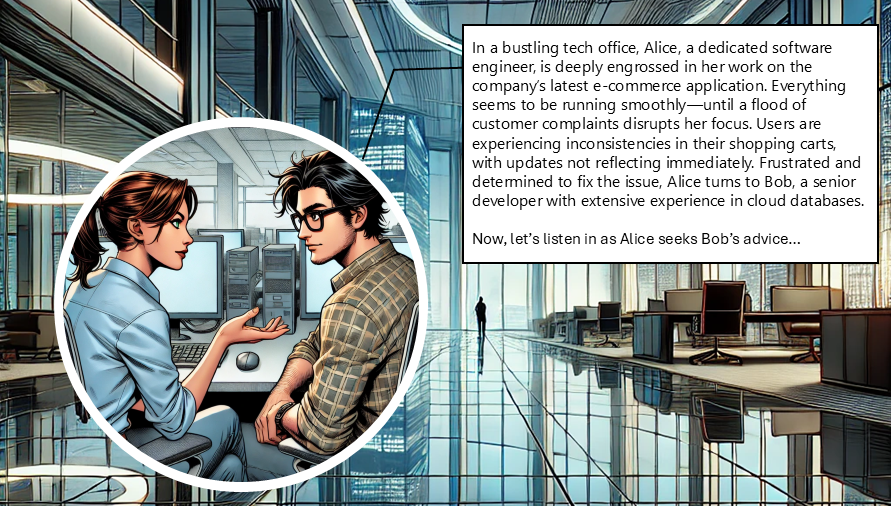 In a bustling tech office, Alice, a dedicated software
engineer, is deeply engrossed in her work on the
company's latest e-commerce application. Everything
seems to be running smoothly—until a flood of
customer complaints disrupts her focus. Users are
experiencing inconsistencies in their shopping carts,
with updates not reflecting immediately. Frustrated and
determined to fix the issue, Alice turns to Bob, a senior
developer with extensive experience in cloud databases.
Now, let's listen in as Alice seeks Bob's advice...